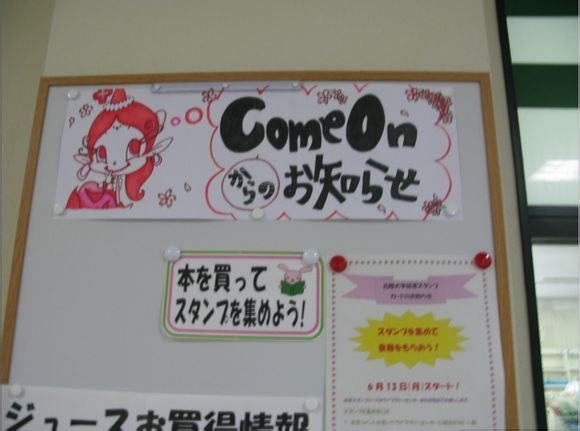 ComeOn
からの お知らせ
本を買って
スタンプを集めよう!
スタンプを集めて
景品をもらおう!
6月13日(月)スタート!
ジュースお買得情報